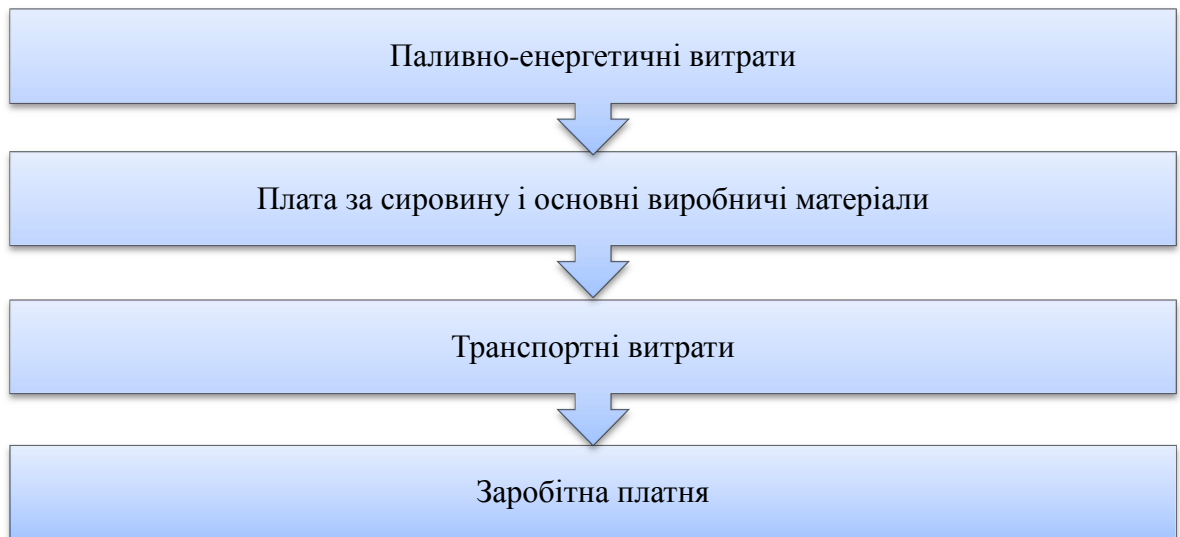 Паливно-енергетичні витрати
Плата за сировину і основні виробничі матеріали
Транспортні витрати
Заробітна платня